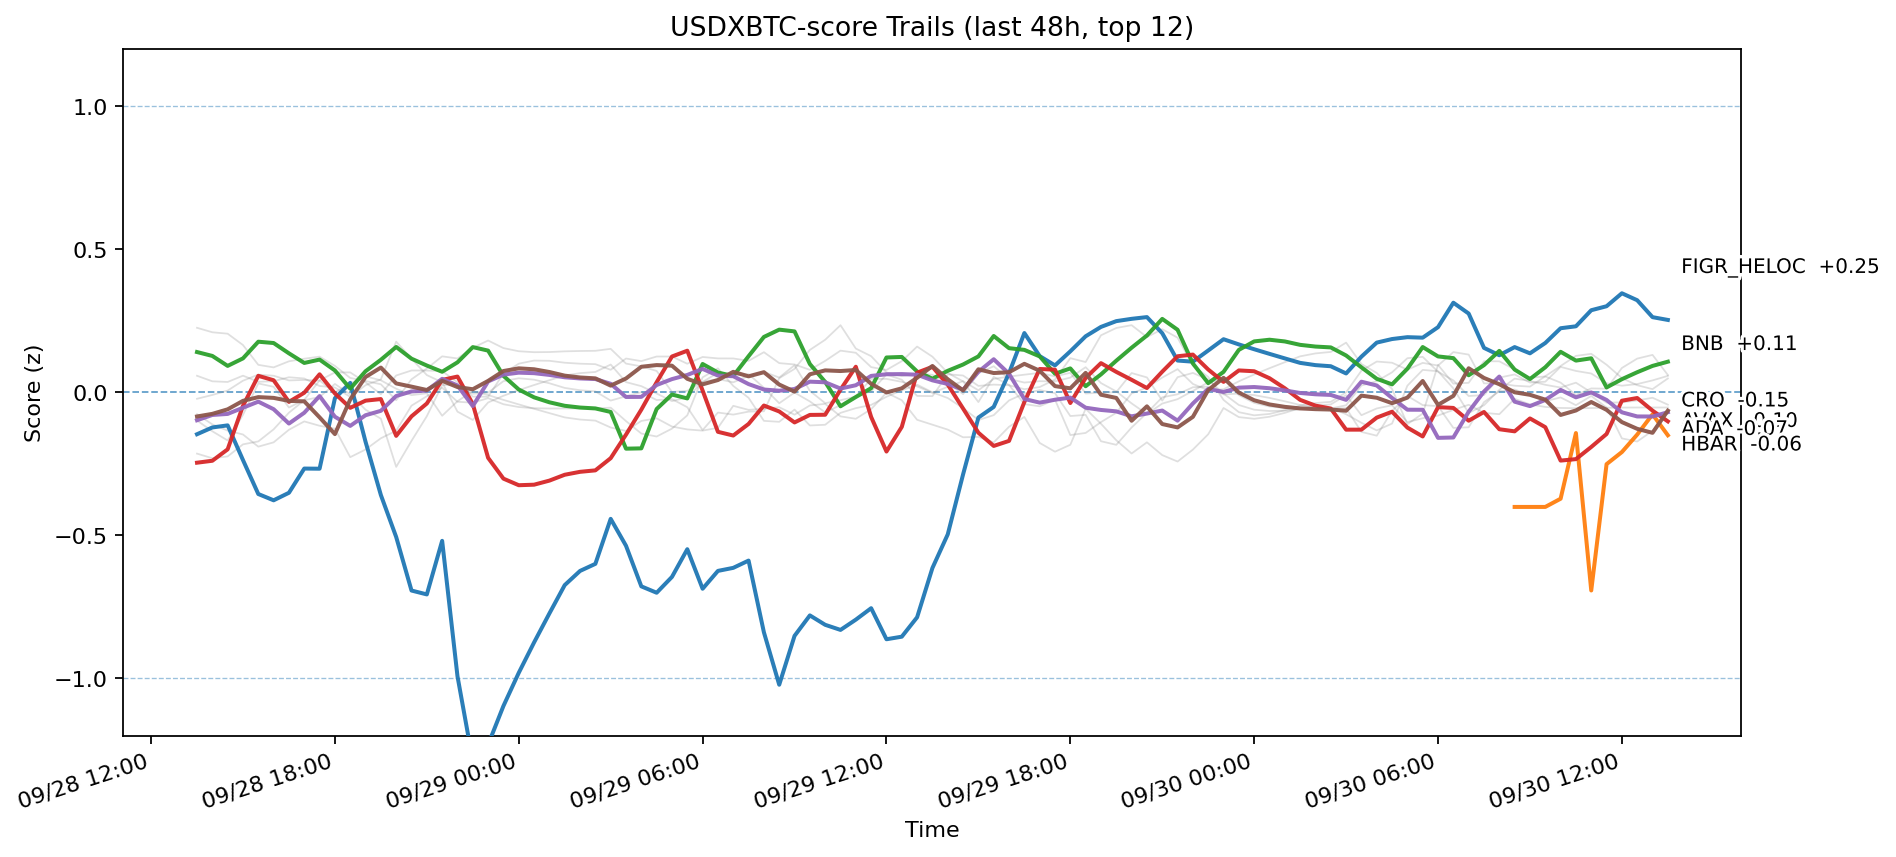 USDXBTC-score Trails (last 48h, top 12)
Score (z)
1.0
0.5
0.0
−0.5
−1.0
FIGR_HELOC +0.25
BNB +0.11
CRO -0.15
AVAX -0.10
ADA -0.07
HBAR -0.06
09/28 12:00
09/28 18:00
09/29 00:00
09/29 06:00
09/29 12:00
09/29 18:00
09/30 00:00
09/30 06:00
09/30 12:00
Time